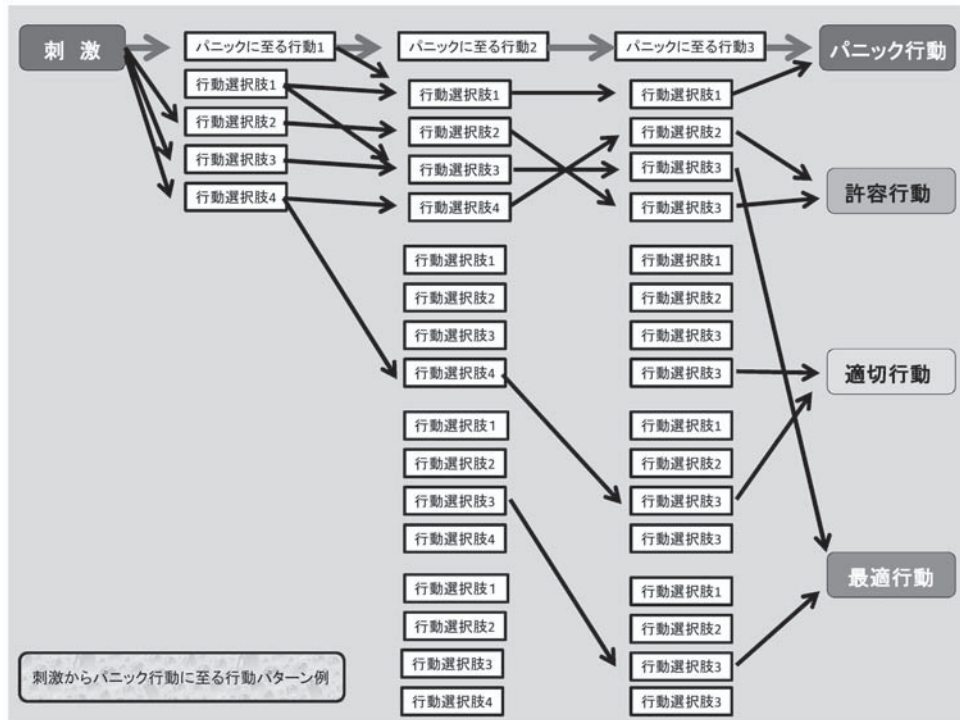 刺 激
パニックに至る行動1
パニックに至る行動2
パニックに至る行動3
パニック行動
行動選択肢1
行動選択肢2
行動選択肢3
行動選択肢4
行動選択肢1
行動選択肢2
行動選択肢3
行動選択肢4
行動選択肢1
行動選択肢2
行動選択肢3
行動選択肢3
許容行動
行動選択肢1
行動選択肢2
行動選択肢3
行動選択肢4
行動選択肢1
行動選択肢2
行動選択肢3
行動選択肢3
適切行動
行動選択肢1
行動選択肢2
行動選択肢3
行動選択肢4
行動選択肢1
行動選択肢2
行動選択肢3
行動選択肢3
最適行動
行動選択肢1
行動選択肢2
行動選択肢3
行動選択肢4
行動選択肢1
行動選択肢2
行動選択肢3
行動選択肢3
刺激からパニック行動に至る行動パターン例